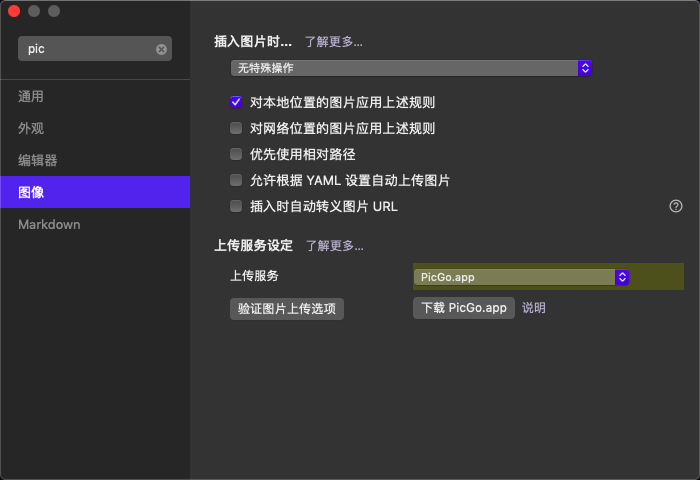 pic
通用
外观
编辑器
图像
Markdown
插入图片时... 了解更多...
无特殊操作
对本地位置的图片应用上述规则
对网络位置的图片应用上述规则
优先使用相对路径
允许根据 YAML 设置自动上传图片
插入时自动转义图片 URL
?
上传服务设定 了解更多...
上传服务 PicGo.app
验证图片上传选项 下载 PicGo.app 说明